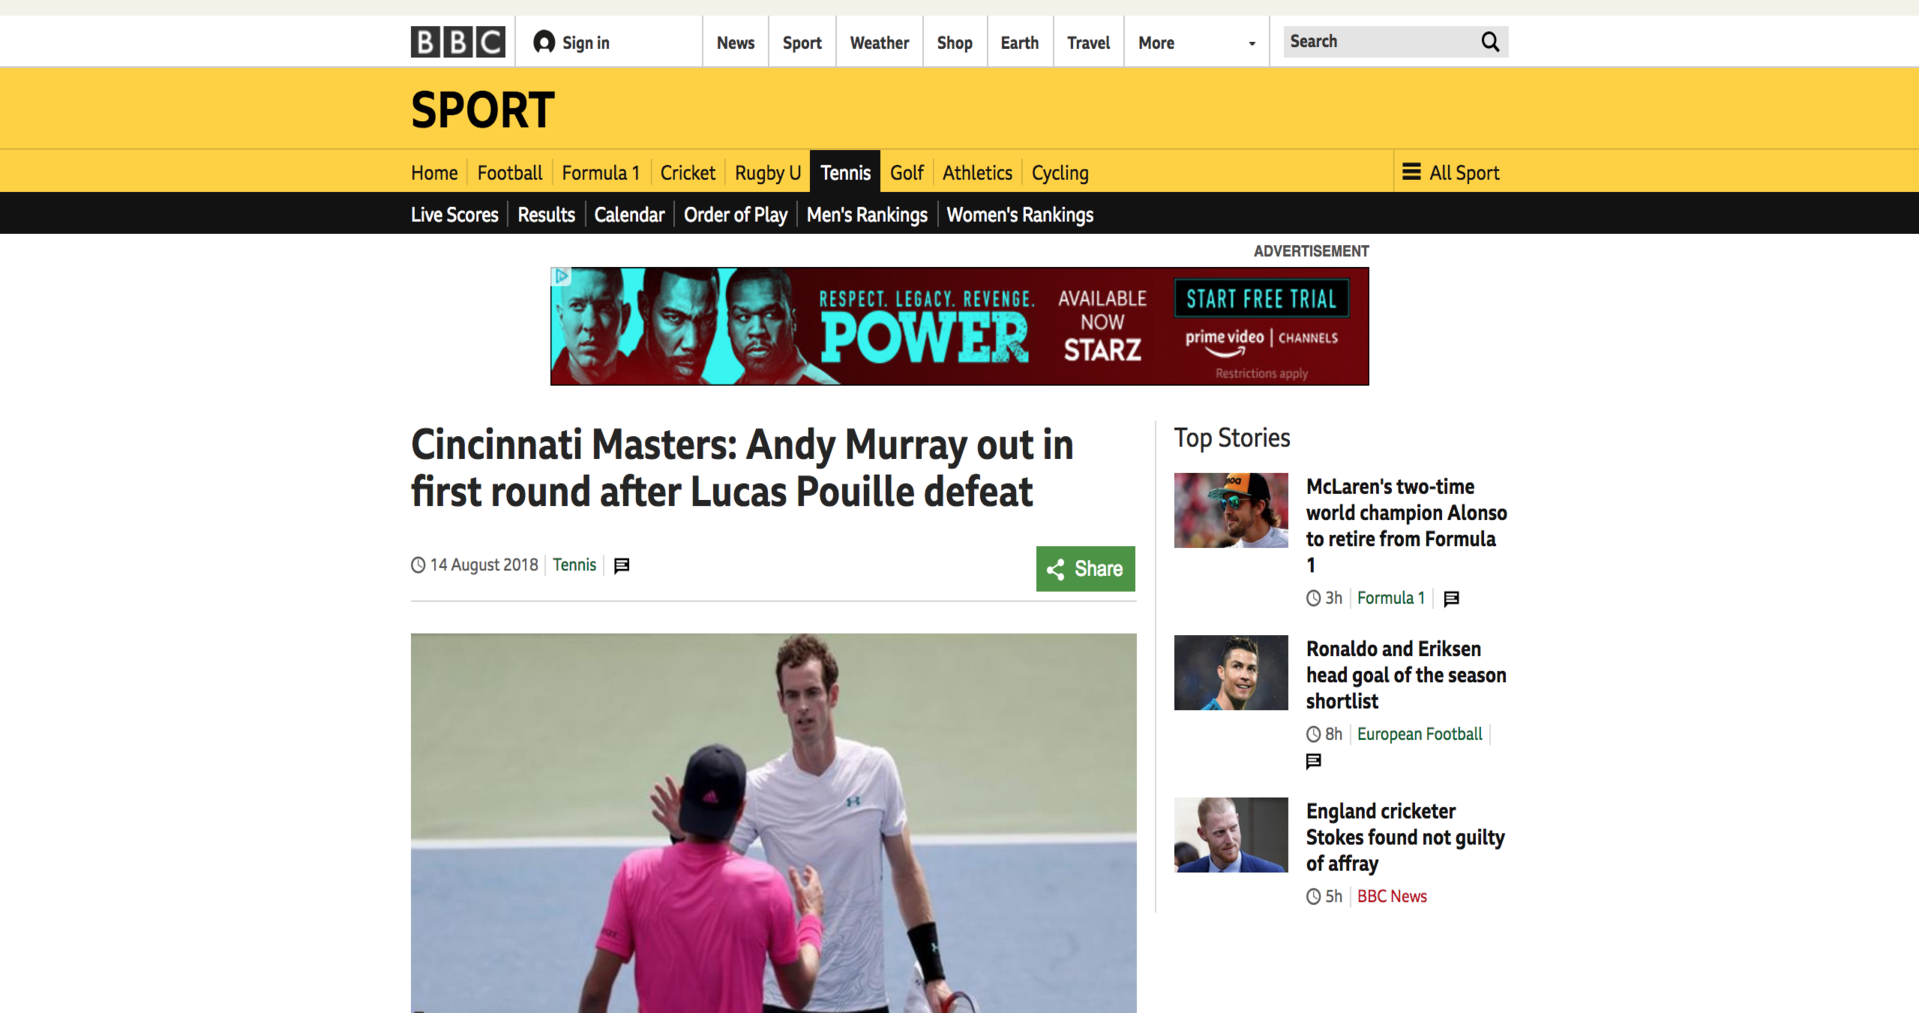 BBC
Sign in
News
Sport
Weather
Shop
Earth
Travel
More
Search
SPORT
Home
Football
Formula 1
Cricket
Rugby U
Tennis
Golf
Athletics
Cycling
All Sport
Live Scores
Results
Calendar
Order of Play
Men's Rankings
Women's Rankings
ADVERTISEMENT
RESPECT. LEGACY. REVENGE.
POWER
AVAILABLE
NOW
STARZ
START FREE TRIAL
prime video | CHANNELS
Restrictions apply
Cincinnati Masters: Andy Murray out in
first round after Lucas Pouille defeat
14 August 2018
Tennis
Share
Top Stories
McLaren's two-time
world champion Alonso
to retire from Formula
1
3h
Formula 1
Ronaldo and Eriksen
head goal of the season
shortlist
8h
European Football
England cricketer
Stokes found not guilty
of affray
5h
BBC News